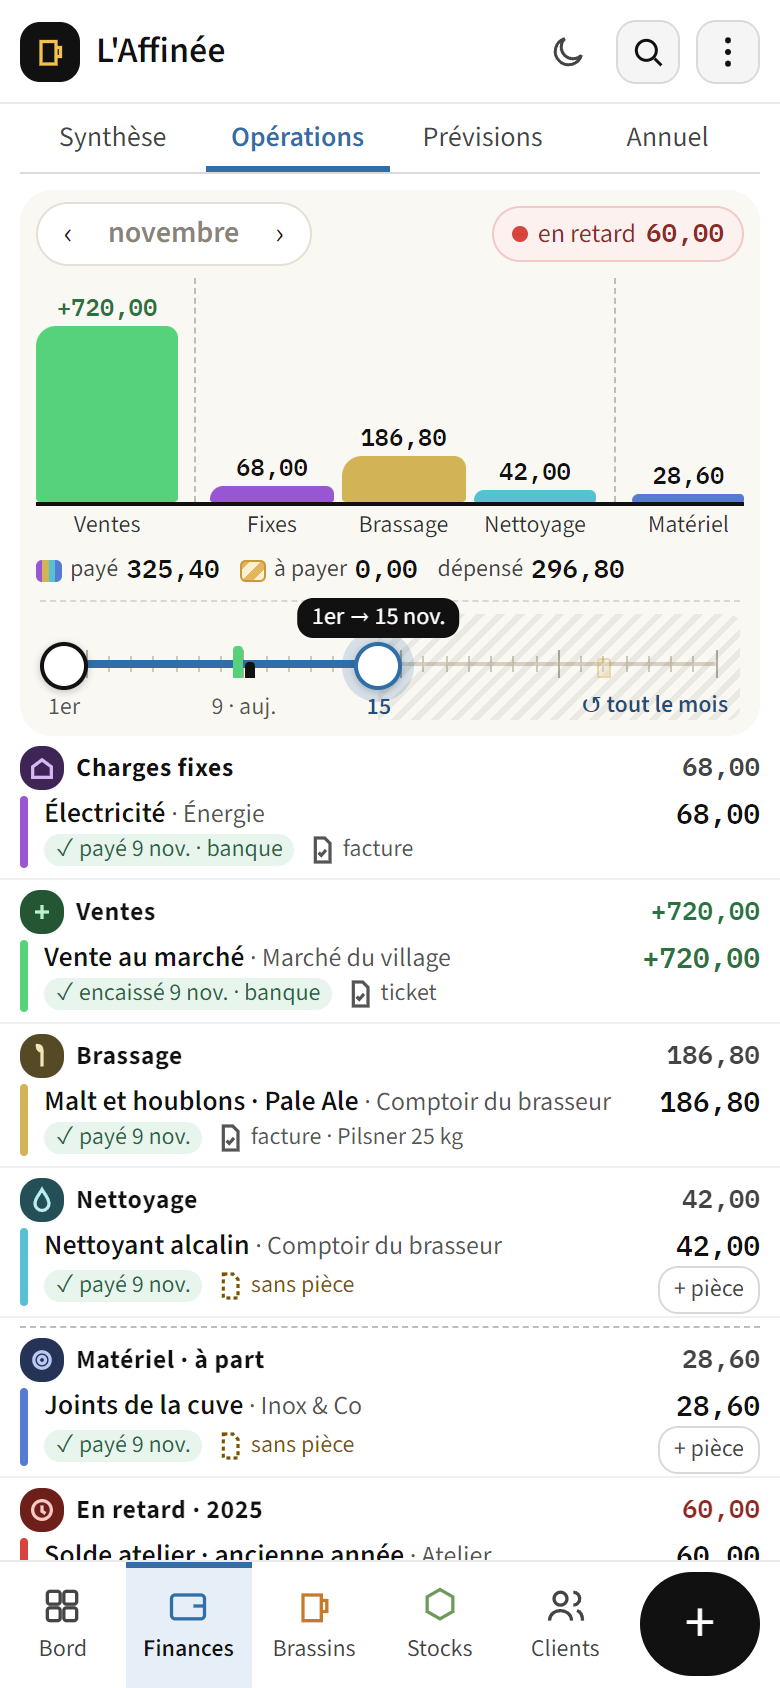 L'Affinée
Synthèse Opérations Prévisions Annuel
‹ novembre › en retard 60,00
+720,00
186,80
68,00 42,00 28,60
Ventes Fixes Brassage Nettoyage Matériel
payé 325,40 à payer 0,00 dépensé 296,80
1er → 15 nov.
1er 9 · auj. 15 ↺ tout le mois
Charges fixes 68,00
Électricité · Énergie 68,00
✓ payé 9 nov. · banque facture
Ventes +720,00
Vente au marché · Marché du village +720,00
✓ encaissé 9 nov. · banque ticket
Brassage 186,80
Malt et houblons · Pale Ale · Comptoir du brasseur 186,80
✓ payé 9 nov. facture · Pilsner 25 kg
Nettoyage 42,00
Nettoyant alcalin · Comptoir du brasseur 42,00
✓ payé 9 nov. sans pièce + pièce
Matériel · à part 28,60
Joints de la cuve · Inox & Co 28,60
✓ payé 9 nov. sans pièce + pièce
En retard · 2025 60,00
Solde atelier · ancienne année · Atelier 60,00
Bord Finances Brassins Stocks Clients +